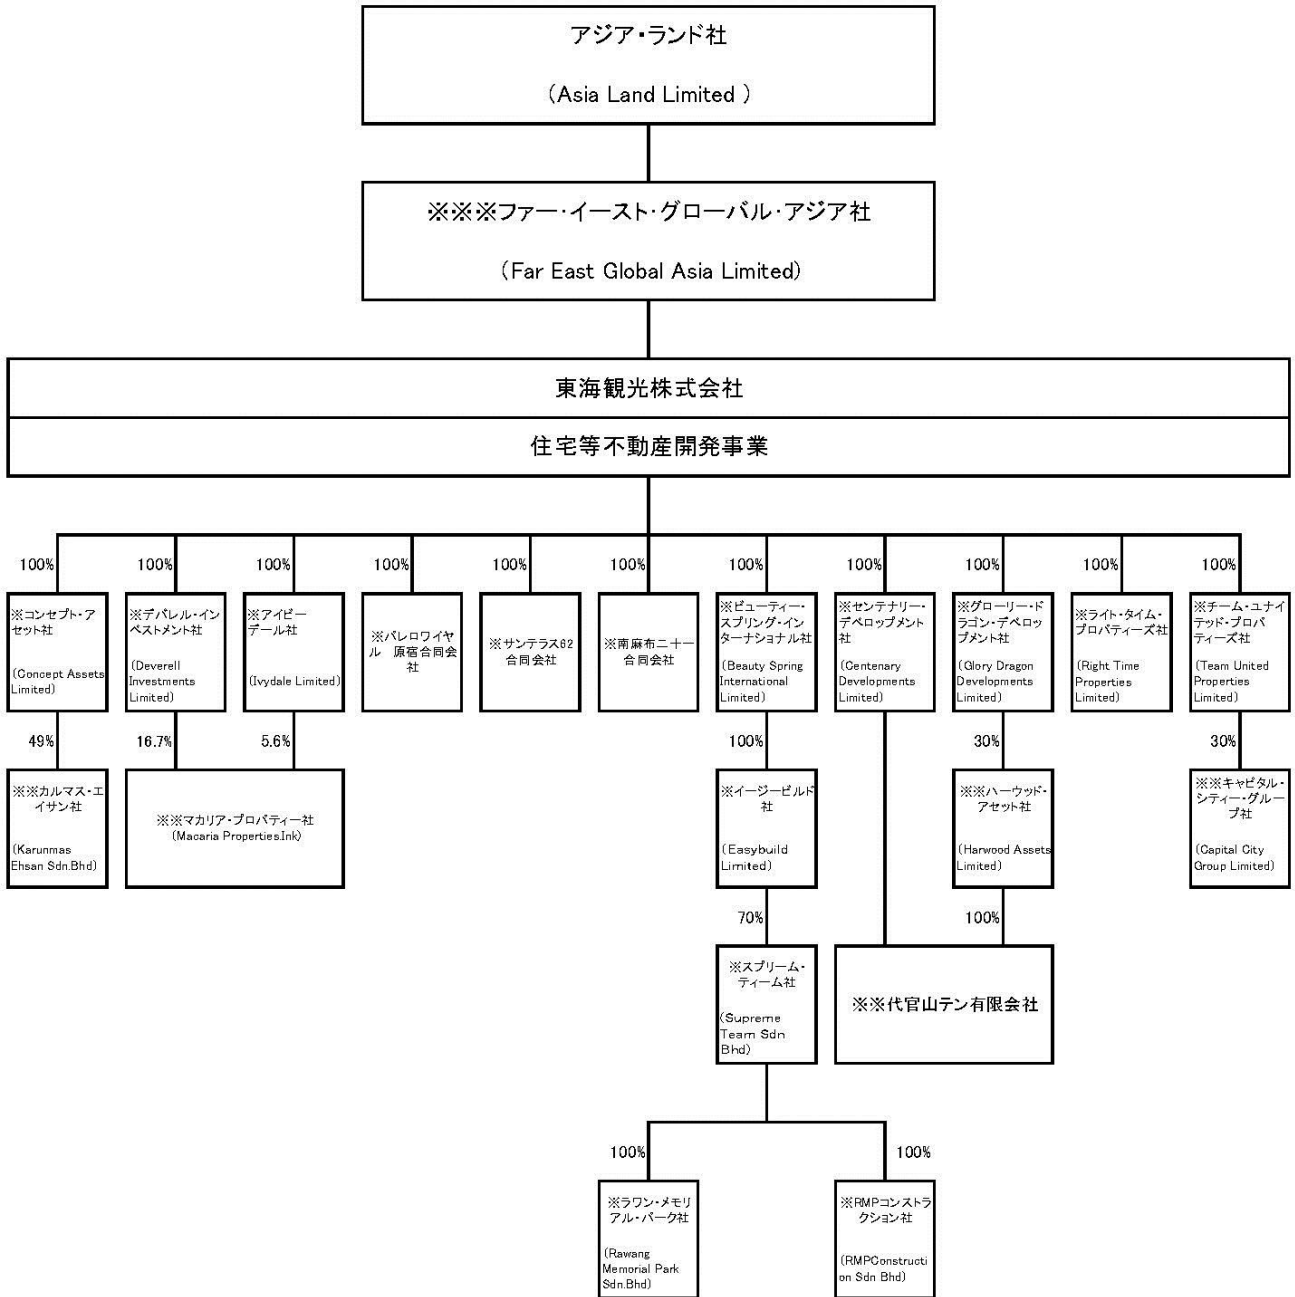 アジア・ランド社
（Asia Land Limited ）
※※※ファー・イースト・グローバル・アジア社
（Far East Global Asia Limited）
東海観光株式会社
住宅等不動産開発事業
100%
100%
100%
100%
100%
100%
100%
100%
100%
100%
100%
※コンセプト・ア
セット社
（Concept Assets
Limited）
※デバレル・イン
ベストメント社
（Deverell
Investments
Limited）
※アイビー
デール社
（Ivydale Limited）
※パレロワイヤ
ル　原宿合同会
社
※サンテラス62
合同会社
※南麻布二十一
合同会社
※ビューティー・
スプリング・イン
ターナショナル社
（Beauty Spring
International
Limited）
※センテナリー・
デベロップメント
社
（Centenary
Developments
Limited）
※グローリー・ド
ラゴン・デベロッ
プメント社
（Glory Dragon
Developments
Limited）
※ライト・タイム・
プロパティーズ社
（Right Time
Properties
Limited）
※チーム・ユナイ
テッド・プロパ
ティーズ社
（Team United
Properties
Limited）
49%
16.7%
5.6%
100%
30%
30%
※※カルマス・エ
イサン社
（Karunmas
Ehsan Sdn.Bhd）
※※マカリア・プロパティー社
（Macaria Properties.Ink）
※イージービルド
社
（Easybuild
Limited）
※※ハーウッド・
アセット社
（Harwood Assets
Limited）
※※キャピタル・
シティー・グルー
プ社
（Capital City
Group Limited）
70%
100%
※スプリーム・
ティーム社
（Supreme
Team Sdn
Bhd）
※※代官山テン有限会社
100%
100%
※ラワン・メモリ
アル・パーク社
（Rawang
Memorial Park
Sdn.Bhd）
※RMPコンストラ
クション社
（RMPConstructi
on Sdn Bhd）